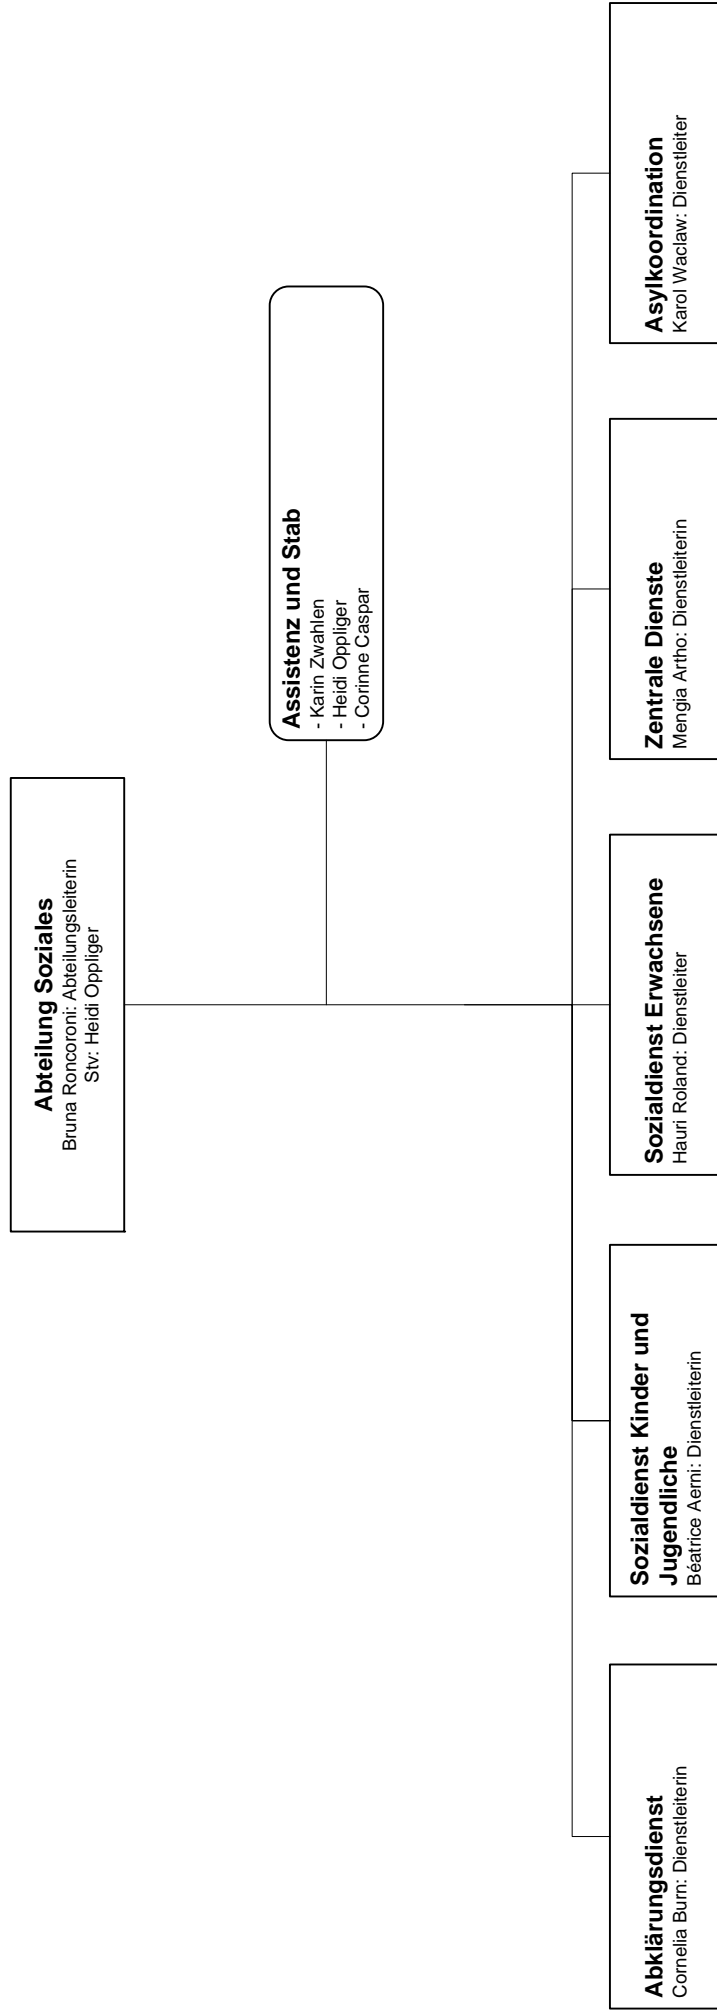 Abteilung Soziales
Bruna Roncoroni: Abteilungsleiterin
Stv: Heidi Oppliger
Assistenz und Stab
- Karin Zwahlen
- Heidi Oppliger
- Corinne Caspar
Abklärungsdienst
Cornelia Burn: Dienstleiterin
Sozialdienst Kinder und
Jugendliche
Béatrice Aerni: Dienstleiterin
Sozialdienst Erwachsene
Hauri Roland: Dienstleiter
Zentrale Dienste
Mengia Artho: Dienstleiterin
Asylkoordination
Karol Waclaw: Dienstleiter